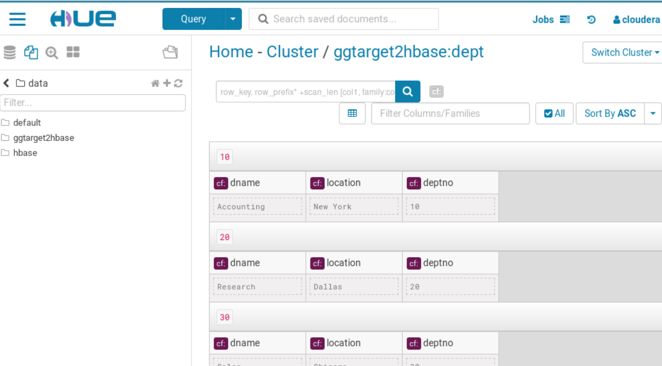 HUE Query Search saved documents... Jobs cloudera
data
Filter...
default
ggtarget2hbase
hbase
Home - Cluster / ggtarget2hbase:dept Switch Cluster
row_key, row_prefix* +scan_len [col1, family:co cf:
Filter Columns/Families All Sort By ASC
10
cf: dname cf: location cf: deptno
Accounting New York 10
20
cf: dname cf: location cf: deptno
Research Dallas 20
30
cf: dname cf: location cf: deptno